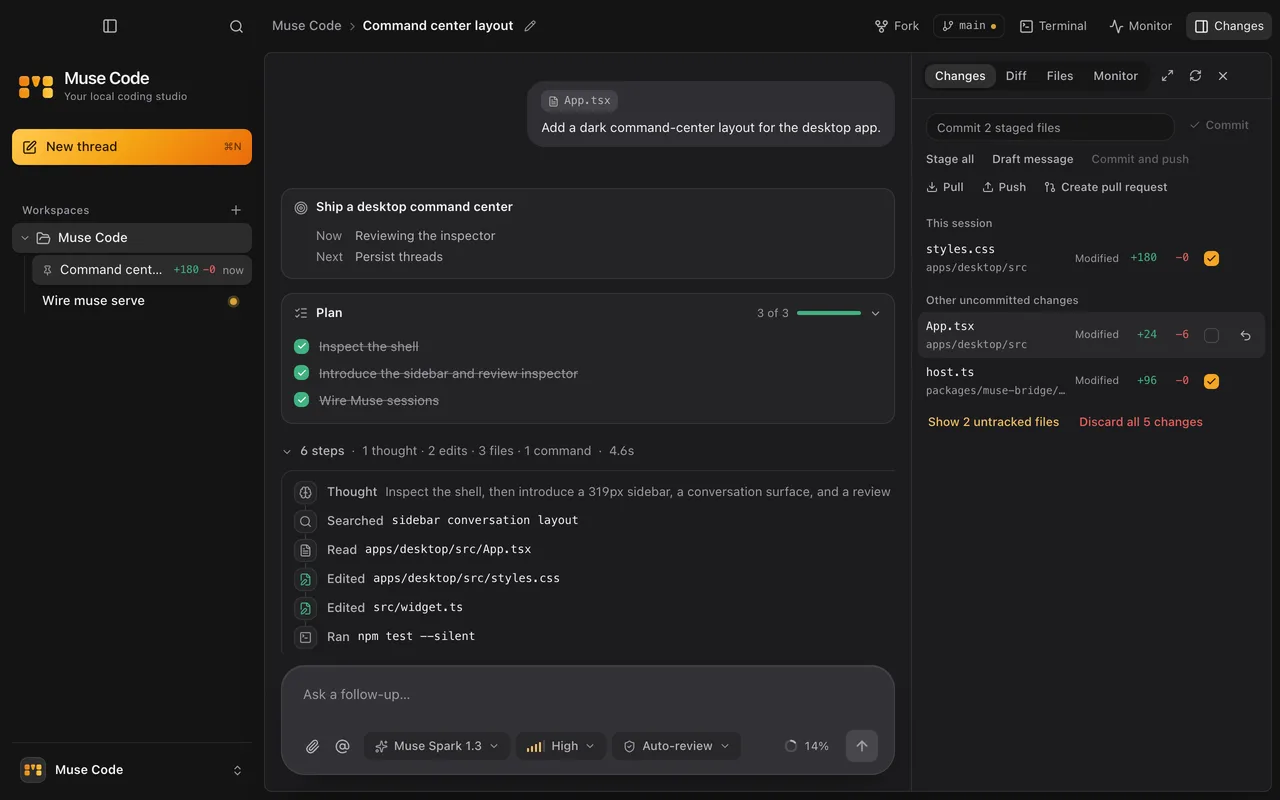 Muse Code
Your local coding studio
New thread ⌘N
Workspaces +
Muse Code
Command cent... +180 −0 now
Wire muse serve
Muse Code
Muse Code › Command center layout
Fork
main
Terminal
Monitor
Changes
App.tsx
Add a dark command-center layout for the desktop app.
Ship a desktop command center
Now Reviewing the inspector
Next Persist threads
Plan 3 of 3
Inspect the shell
Introduce the sidebar and review inspector
Wire Muse sessions
6 steps · 1 thought · 2 edits · 3 files · 1 command · 4.6s
Thought Inspect the shell, then introduce a 319px sidebar, a conversation surface, and a review
Searched sidebar conversation layout
Read apps/desktop/src/App.tsx
Edited apps/desktop/src/styles.css
Edited src/widget.ts
Ran npm test --silent
Ask a follow-up...
@ Muse Spark 1.3 High Auto-review 14%
Changes Diff Files Monitor
Commit 2 staged files Commit
Stage all Draft message Commit and push
Pull Push Create pull request
This session
styles.css
apps/desktop/src
Modified +180 −0
Other uncommitted changes
App.tsx
apps/desktop/src
Modified +24 −6
host.ts
packages/muse-bridge/…
Modified +96 −0
Show 2 untracked files Discard all 5 changes